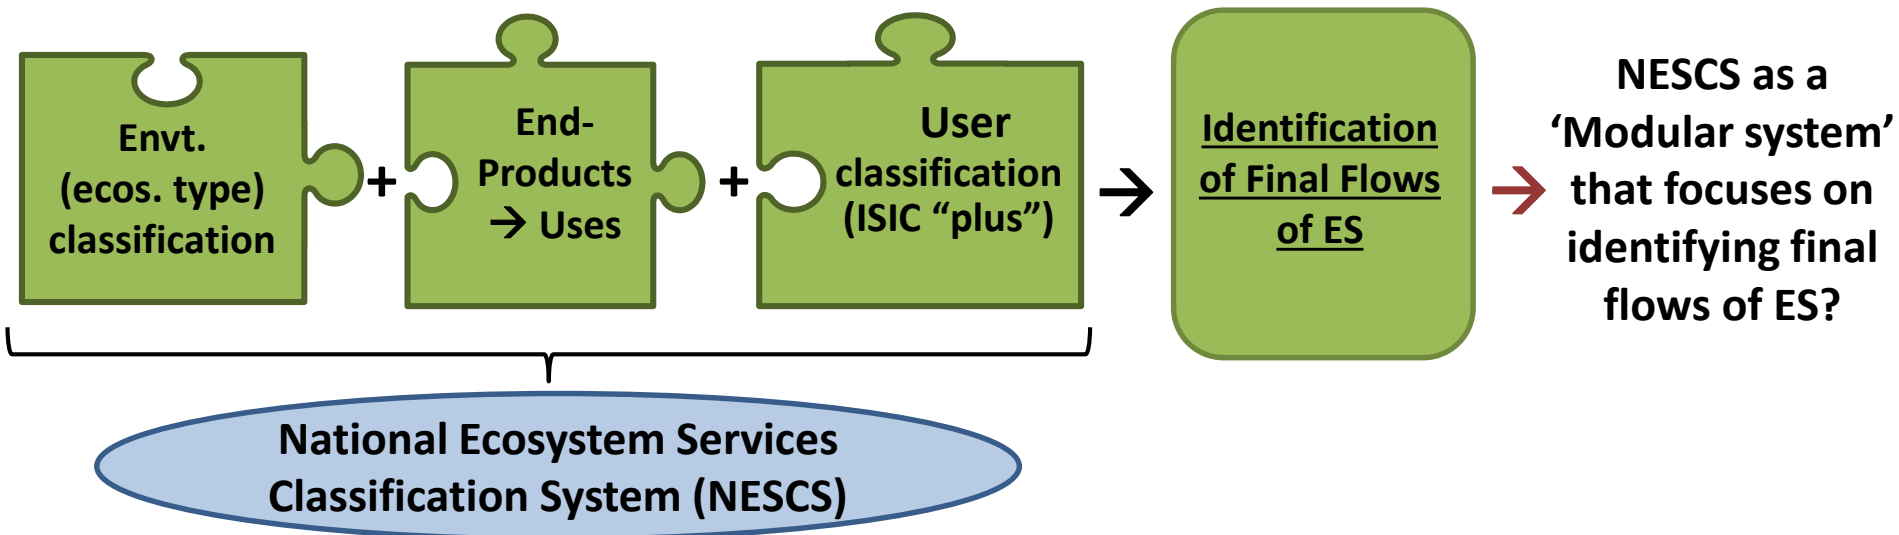 Envt.
(ecos. type)
classification
+
End-
Products
→ Uses
+
User
classification
(ISIC “plus”)
→
Identification
of Final Flows
of ES
→
NESCS as a
‘Modular system’
that focuses on
identifying final
flows of ES?
National Ecosystem Services
Classification System (NESCS)